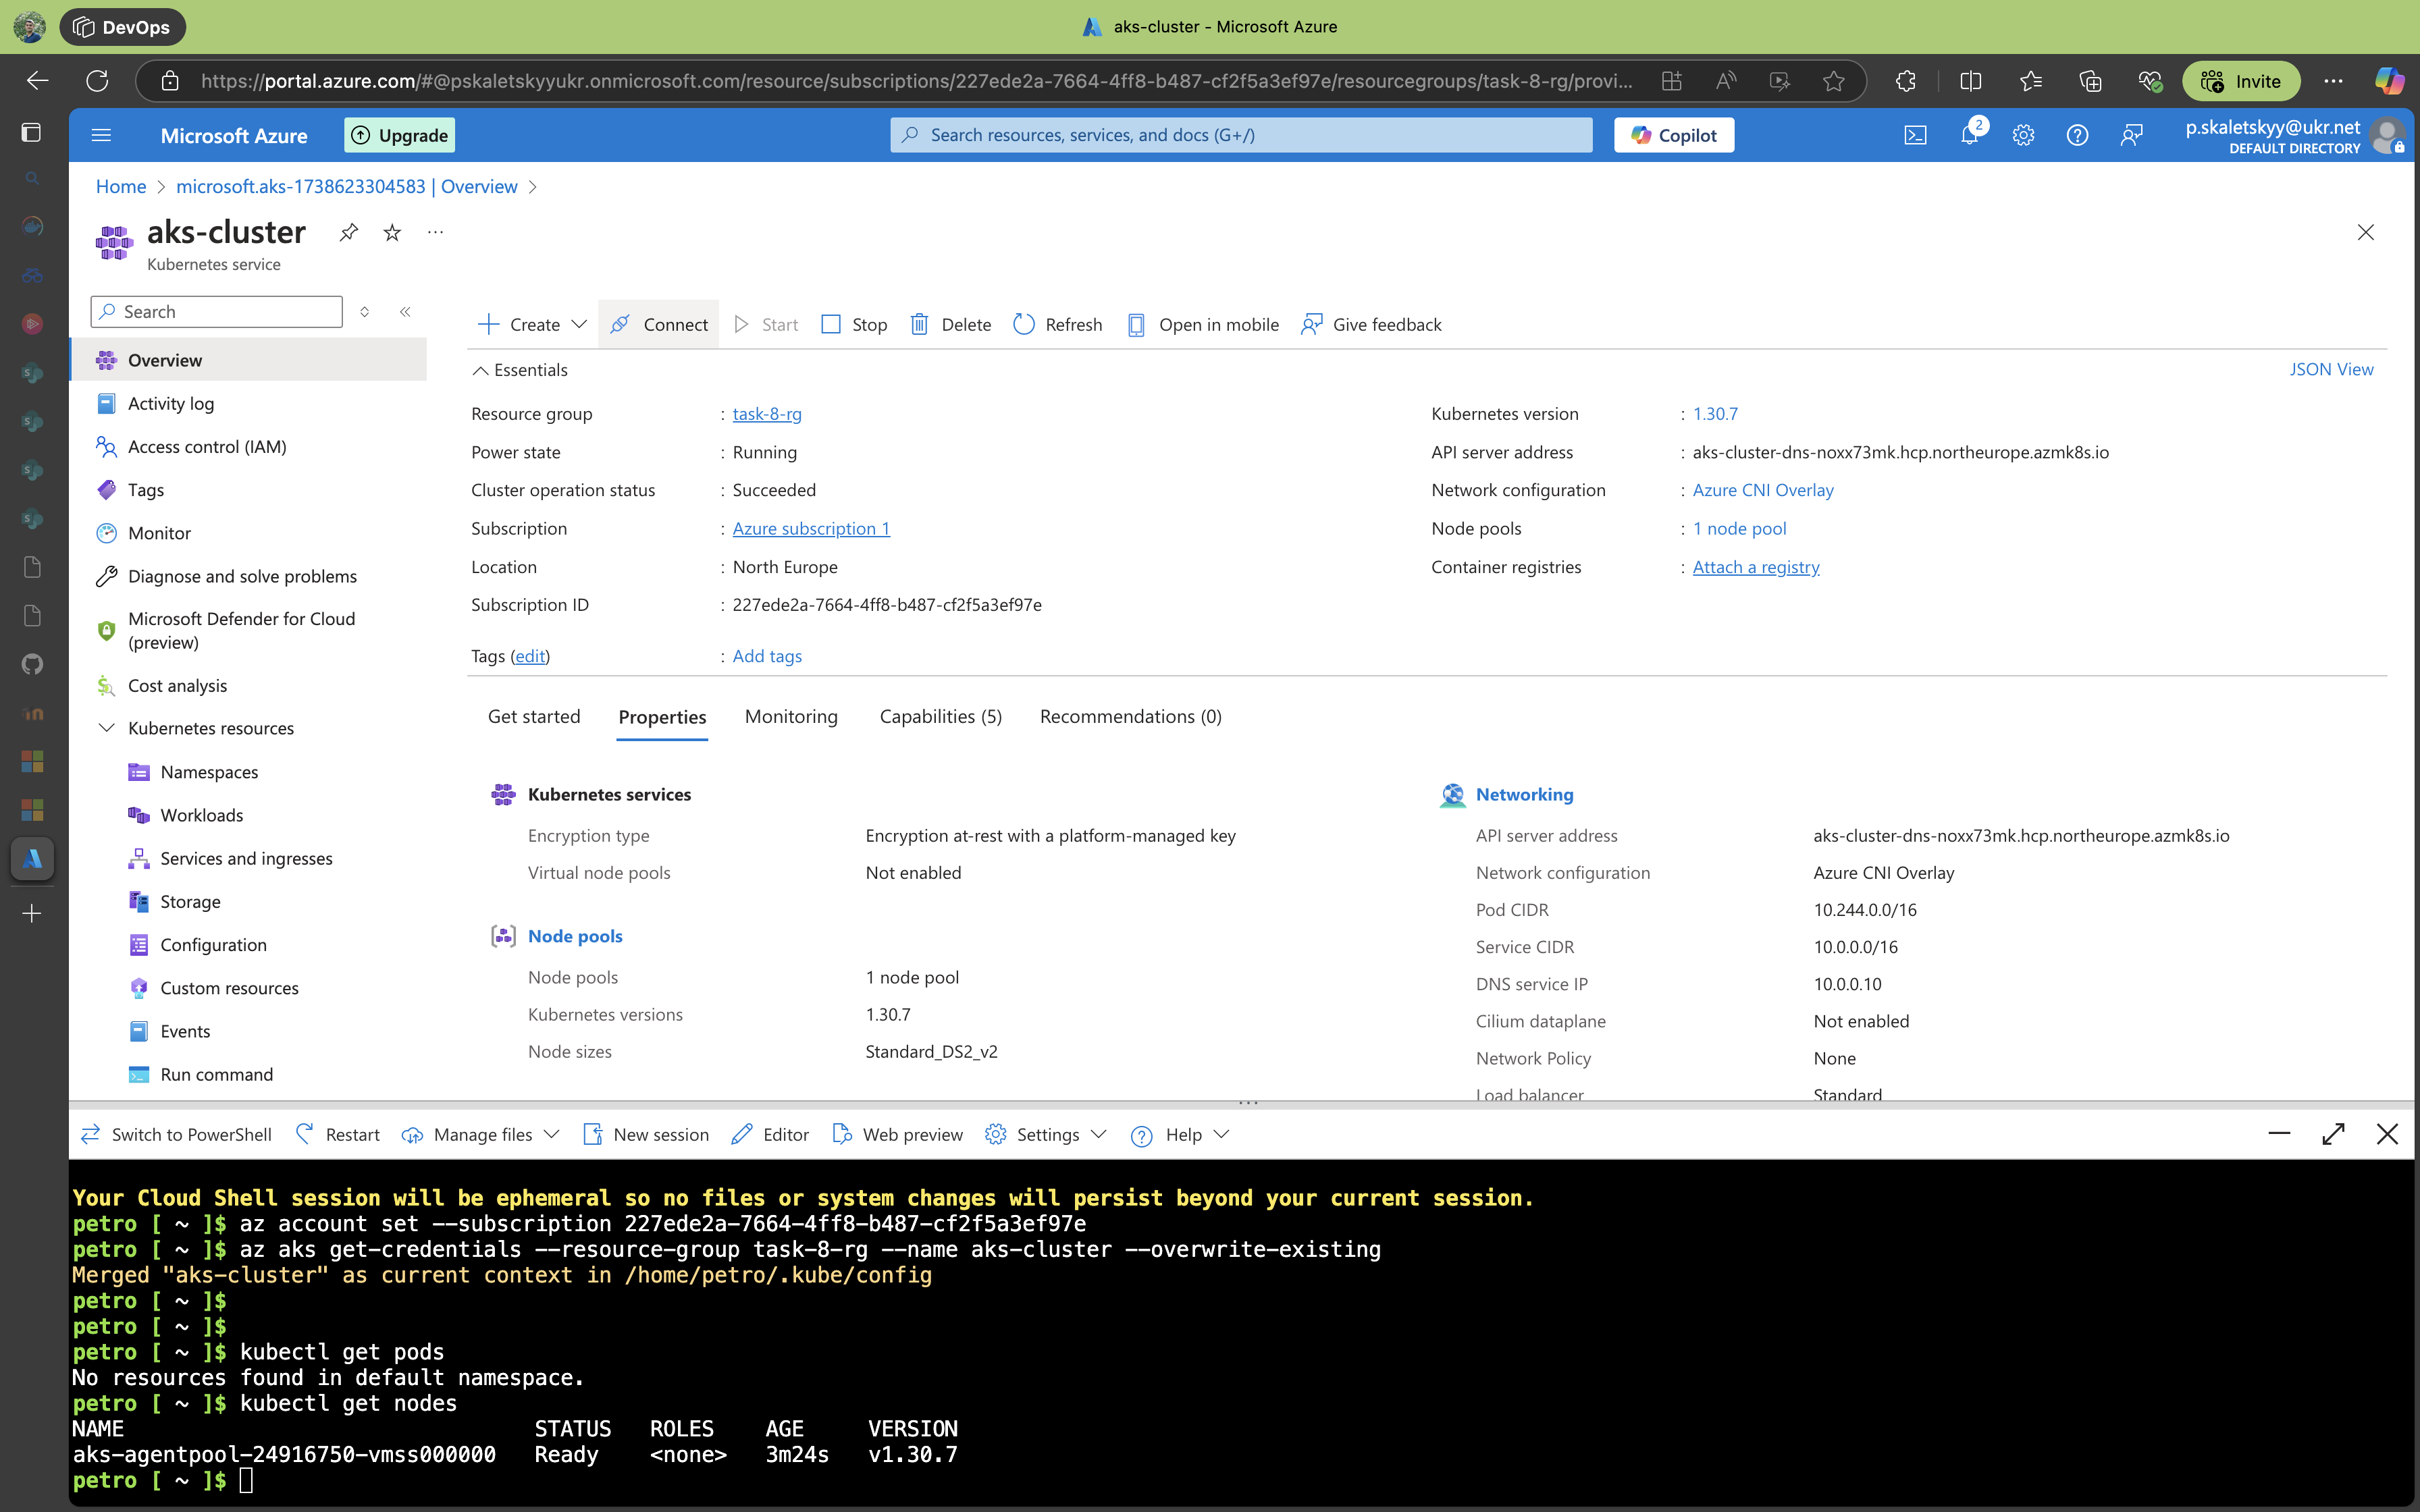 DevOps
aks-cluster - Microsoft Azure
https://portal.azure.com/#@pskaletskyyukr.onmicrosoft.com/resource/subscriptions/227ede2a-7664-4ff8-b487-cf2f5a3ef97e/resourcegroups/task-8-rg/provi...
Invite
Microsoft Azure
Upgrade
Search resources, services, and docs (G+/)
Copilot
2
p.skaletskyy@ukr.net
DEFAULT DIRECTORY
Home > microsoft.aks-1738623304583 | Overview >
aks-cluster
Kubernetes service
Search
Create
Connect
Start
Stop
Delete
Refresh
Open in mobile
Give feedback
Overview
Activity log
Access control (IAM)
Tags
Monitor
Diagnose and solve problems
Microsoft Defender for Cloud
(preview)
Cost analysis
Kubernetes resources
Namespaces
Workloads
Services and ingresses
Storage
Configuration
Custom resources
Events
Run command
Essentials
JSON View
Resource group : task-8-rg
Power state : Running
Cluster operation status : Succeeded
Subscription : Azure subscription 1
Location : North Europe
Subscription ID : 227ede2a-7664-4ff8-b487-cf2f5a3ef97e
Tags (edit) : Add tags
Kubernetes version : 1.30.7
API server address : aks-cluster-dns-noxx73mk.hcp.northeurope.azmk8s.io
Network configuration : Azure CNI Overlay
Node pools : 1 node pool
Container registries : Attach a registry
Get started
Properties
Monitoring
Capabilities (5)
Recommendations (0)
Kubernetes services
Encryption type Encryption at-rest with a platform-managed key
Virtual node pools Not enabled
Node pools
Node pools 1 node pool
Kubernetes versions 1.30.7
Node sizes Standard_DS2_v2
Networking
API server address aks-cluster-dns-noxx73mk.hcp.northeurope.azmk8s.io
Network configuration Azure CNI Overlay
Pod CIDR 10.244.0.0/16
Service CIDR 10.0.0.0/16
DNS service IP 10.0.0.10
Cilium dataplane Not enabled
Network Policy None
Load balancer Standard
Switch to PowerShell
Restart
Manage files
New session
Editor
Web preview
Settings
Help
Your Cloud Shell session will be ephemeral so no files or system changes will persist beyond your current session.
petro [ ~ ]$ az account set --subscription 227ede2a-7664-4ff8-b487-cf2f5a3ef97e
petro [ ~ ]$ az aks get-credentials --resource-group task-8-rg --name aks-cluster --overwrite-existing
Merged "aks-cluster" as current context in /home/petro/.kube/config
petro [ ~ ]$
petro [ ~ ]$
petro [ ~ ]$ kubectl get pods
No resources found in default namespace.
petro [ ~ ]$ kubectl get nodes
NAME STATUS ROLES AGE VERSION
aks-agentpool-24916750-vmss000000 Ready <none> 3m24s v1.30.7
petro [ ~ ]$